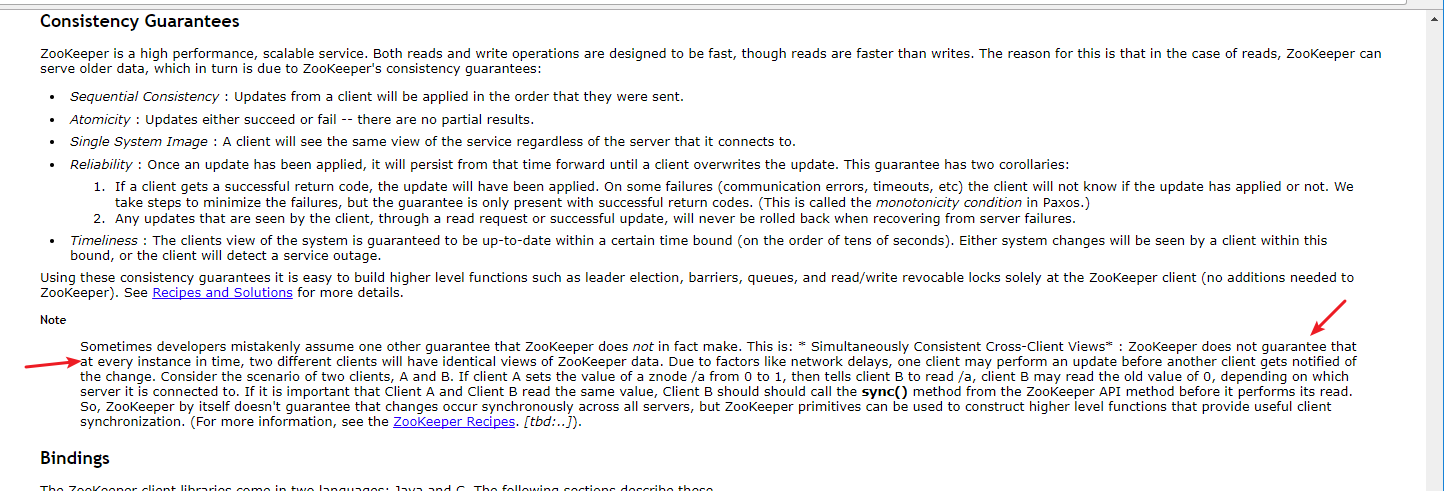 Consistency Guarantees
ZooKeeper is a high performance, scalable service. Both reads and write operations are designed to be fast, though reads are faster than writes. The reason for this is that in the case of reads, ZooKeeper can
serve older data, which in turn is due to ZooKeeper's consistency guarantees:
• Sequential Consistency : Updates from a client will be applied in the order that they were sent.
• Atomicity : Updates either succeed or fail -- there are no partial results.
• Single System Image : A client will see the same view of the service regardless of the server that it connects to.
• Reliability : Once an update has been applied, it will persist from that time forward until a client overwrites the update. This guarantee has two corollaries:
1. If a client gets a successful return code, the update will have been applied. On some failures (communication errors, timeouts, etc) the client will not know if the update has applied or not. We
take steps to minimize the failures, but the guarantee is only present with successful return codes. (This is called the monotonicity condition in Paxos.)
2. Any updates that are seen by the client, through a read request or successful update, will never be rolled back when recovering from server failures.
• Timeliness : The clients view of the system is guaranteed to be up-to-date within a certain time bound (on the order of tens of seconds). Either system changes will be seen by a client within this
bound, or the client will detect a service outage.
Using these consistency guarantees it is easy to build higher level functions such as leader election, barriers, queues, and read/write revocable locks solely at the ZooKeeper client (no additions needed to
ZooKeeper). See Recipes and Solutions for more details.
Note
Sometimes developers mistakenly assume one other guarantee that ZooKeeper does not in fact make. This is: * Simultaneously Consistent Cross-Client Views* : ZooKeeper does not guarantee that
at every instance in time, two different clients will have identical views of ZooKeeper data. Due to factors like network delays, one client may perform an update before another client gets notified of
the change. Consider the scenario of two clients, A and B. If client A sets the value of a znode /a from 0 to 1, then tells client B to read /a, client B may read the old value of 0, depending on which
server it is connected to. If it is important that Client A and Client B read the same value, Client B should should call the sync() method from the ZooKeeper API method before it performs its read.
So, ZooKeeper by itself doesn't guarantee that changes occur synchronously across all servers, but ZooKeeper primitives can be used to construct higher level functions that provide useful client
synchronization. (For more information, see the ZooKeeper Recipes. [tbd:..]).
Bindings
The ZooKeeper client libraries come in two languages: Java and C. The following sections describe these.